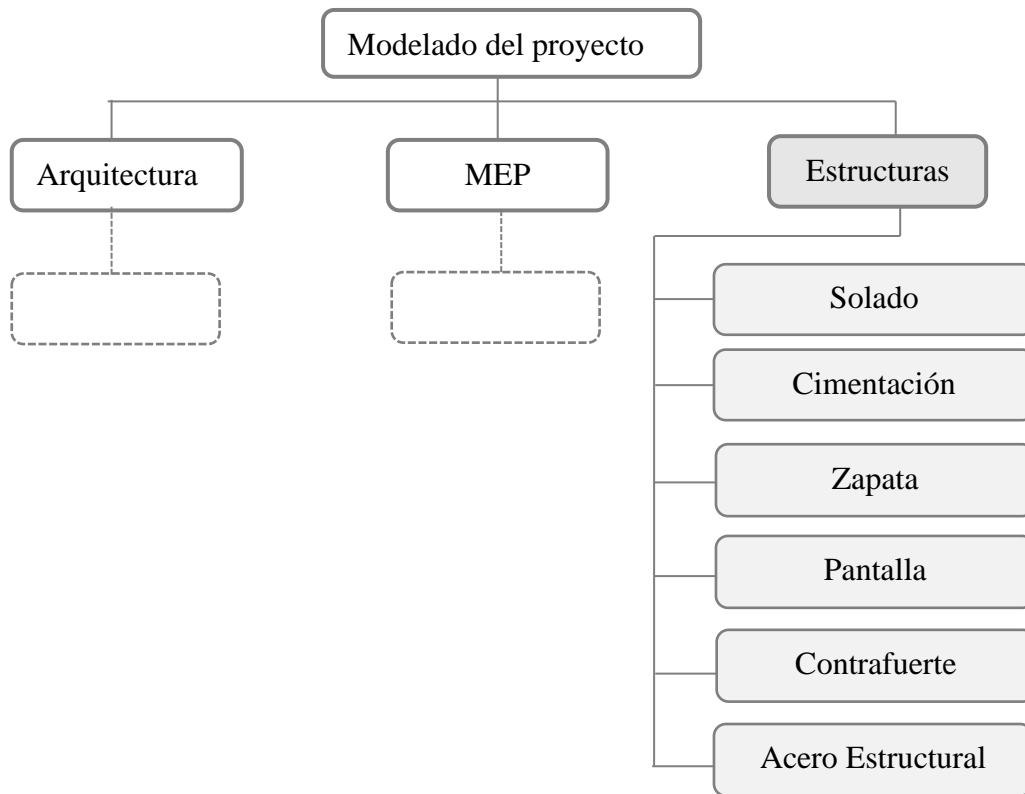 Modelado del proyecto
Arquitectura
MEP
Estructuras
Solado
Cimentación
Zapata
Pantalla
Contrafuerte
Acero Estructural